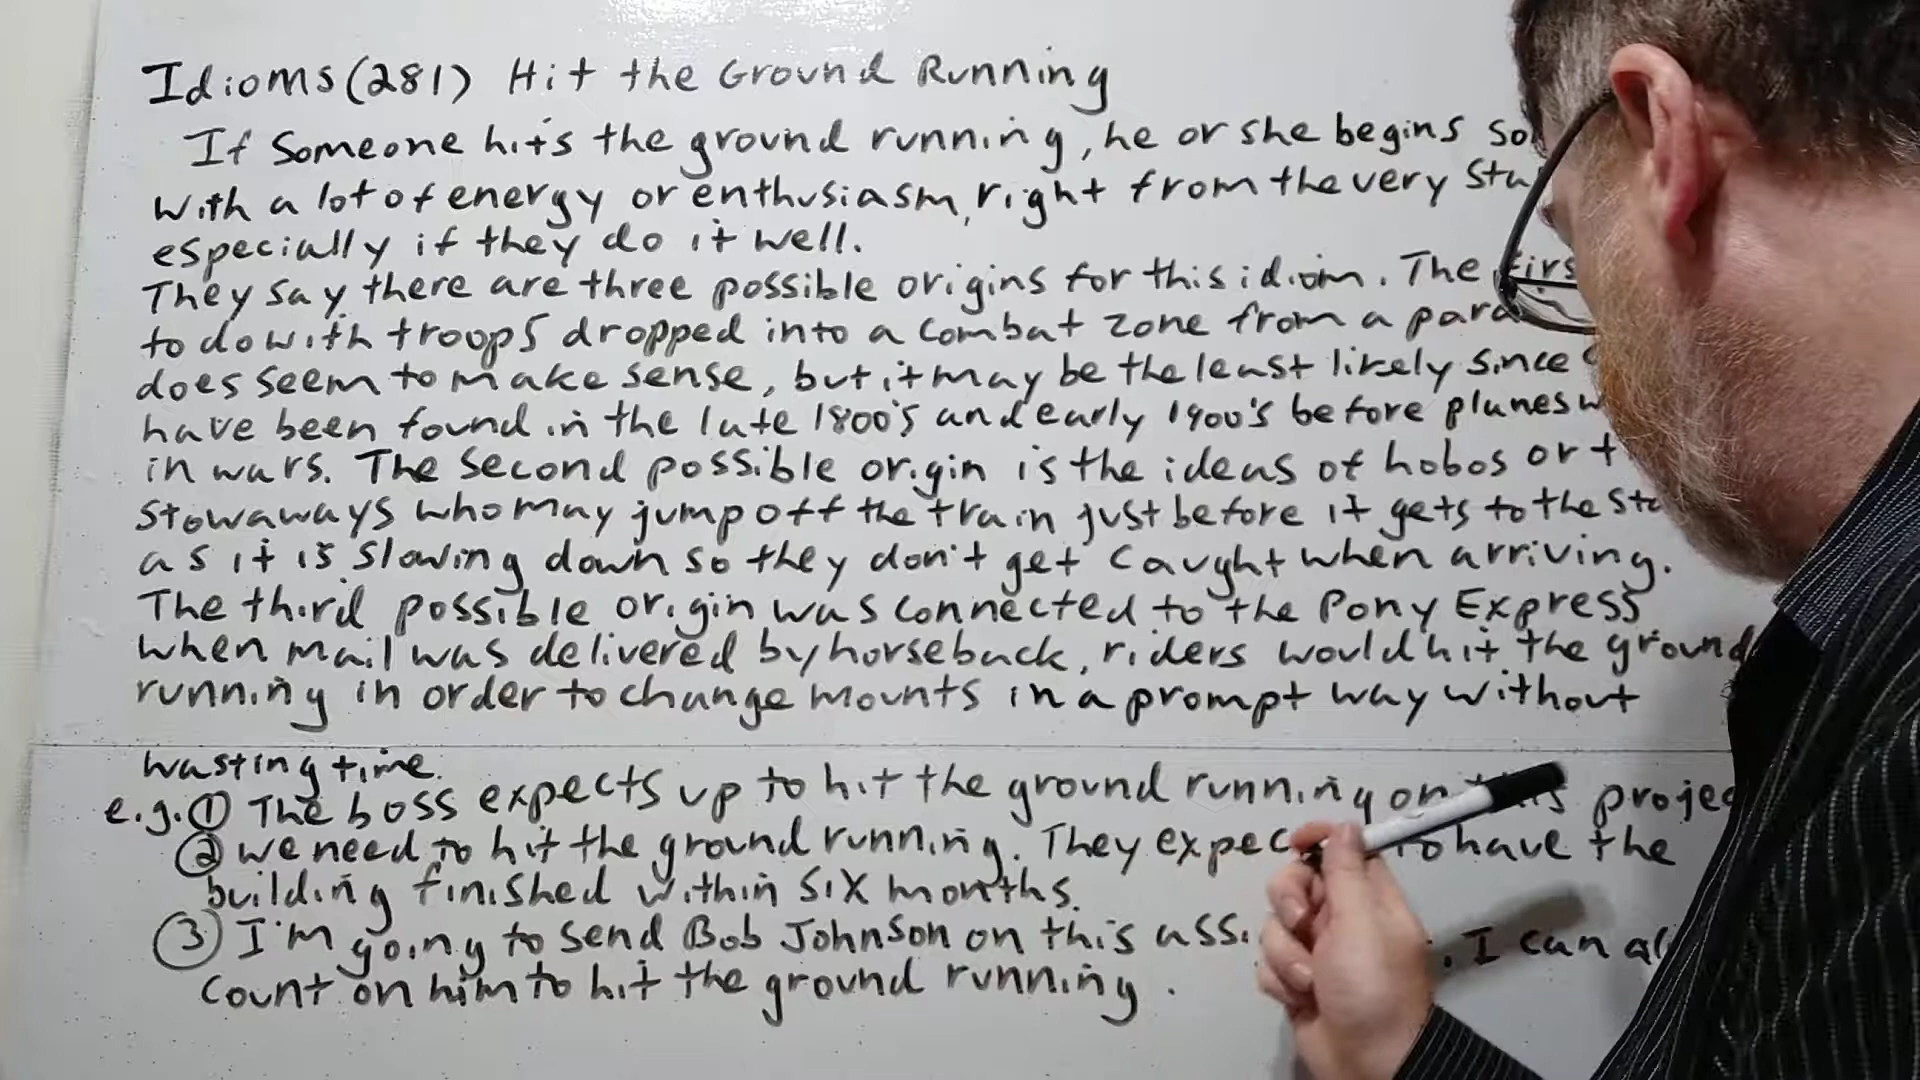 Idioms (281) Hit the Ground Running
If Someone hits the ground running, he or she begins
with a lot of energy or enthusiasm, right from the very
especially if they do it well.
They say there are three possible origins for this idiom. The
to do with troops dropped into a combat zone from a
does seem to make sense, but it may be the least likely since
have been found in the late 1800's and early 1900's before planes
in wars. The second possible origin is the ideas of hobos or
stowaways who may jump off the train just before it gets to the
as it is slowing down so they don't get caught when arriving.
The third possible origin was connected to the Pony Express
when mail was delivered by horseback, riders would hit the ground
running in order to change mounts in a prompt way without
wasting time.
e.g. ① The boss expects up to hit the ground running on this
② we need to hit the ground running. They to have the
building finished within six months.
③ I'm going to send Bob Johnson on this . I can
count on him to hit the ground running.